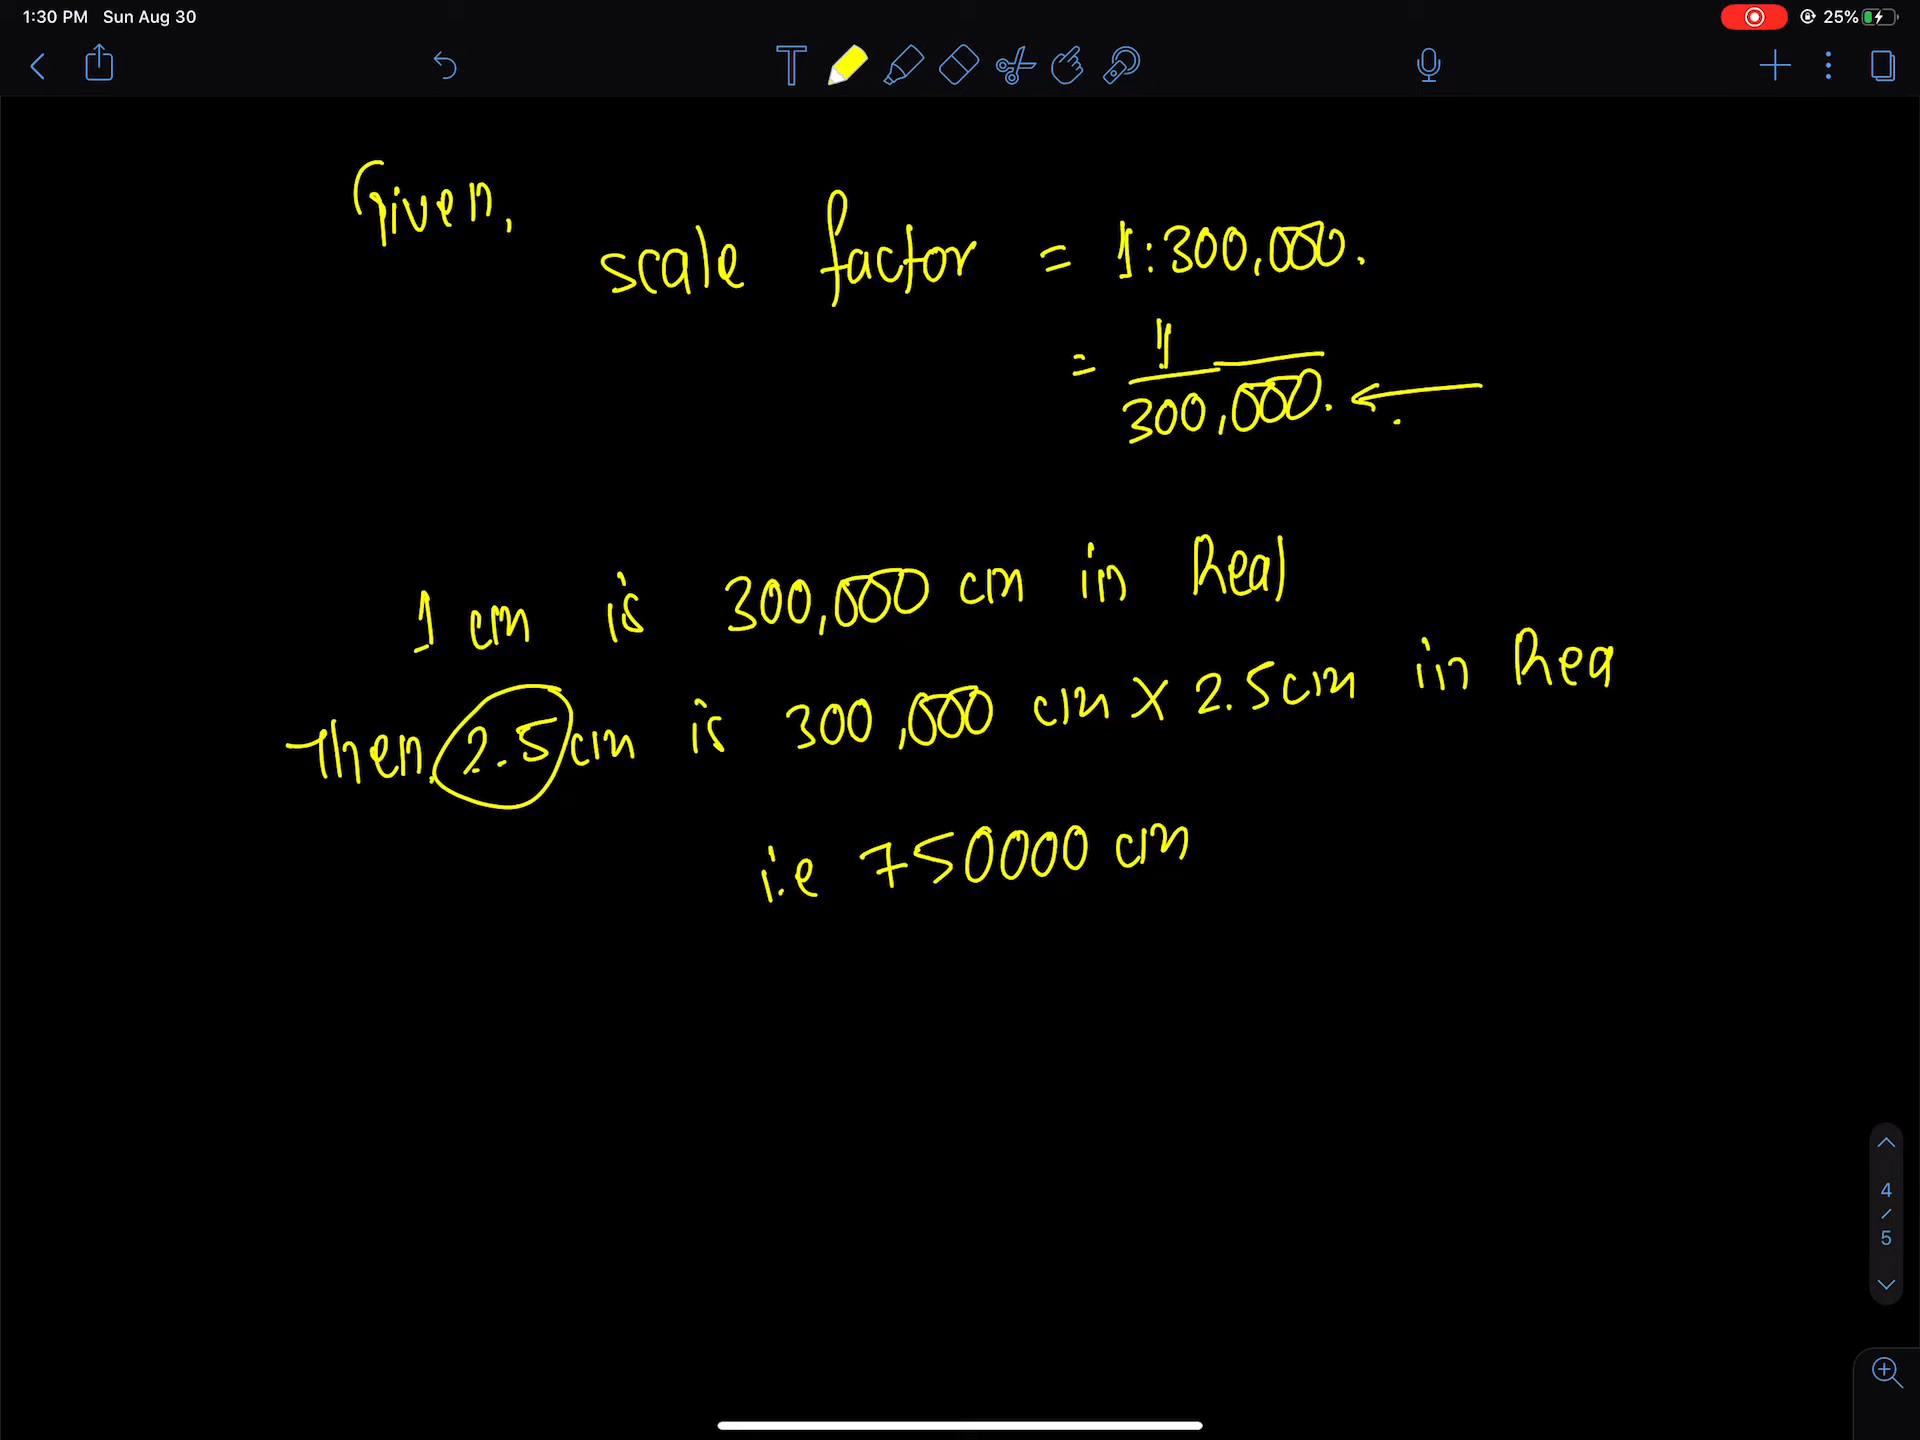 1:30 PM Sun Aug 30
25%
Given,
scale factor = 1:300,000.
= 1
300,000.
1 cm is 300,000 cm in Real
Then, 2.5 cm is 300,000 cm X 2.5 cm in Rea
i.e 750000 cm
4
/
5